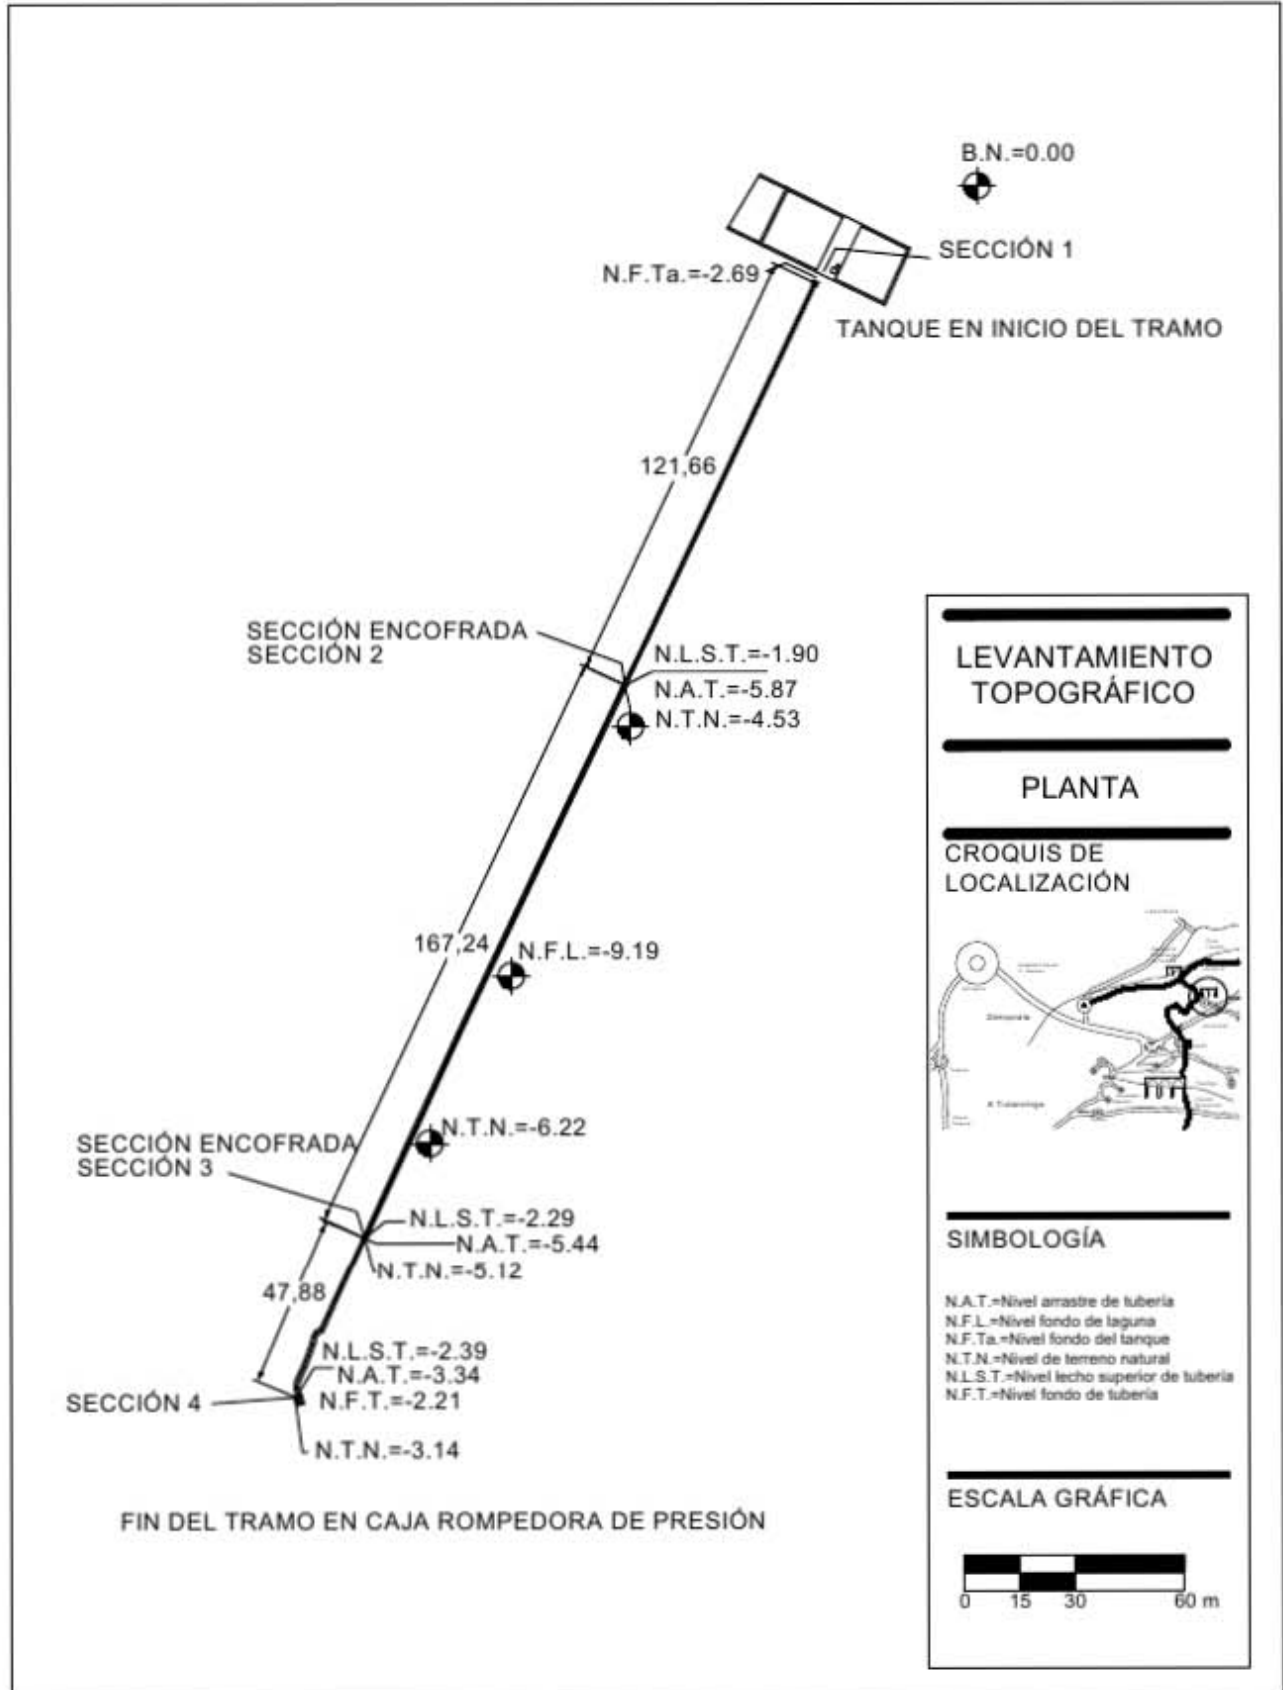 B.N.=0.00
SECCIÓN 1
N.F.Ta.=-2.69
TANQUE EN INICIO DEL TRAMO
121,66
SECCIÓN ENCOFRADA
SECCIÓN 2
N.L.S.T.=-1.90
N.A.T.=-5.87
N.T.N.=-4.53
167,24
N.F.L.=-9.19
N.T.N.=-6.22
SECCIÓN ENCOFRADA
SECCIÓN 3
N.L.S.T.=-2.29
N.A.T.=-5.44
N.T.N.=-5.12
47,88
N.L.S.T.=-2.39
N.A.T.=-3.34
SECCIÓN 4
N.F.T.=-2.21
N.T.N.=-3.14
FIN DEL TRAMO EN CAJA ROMPEDORA DE PRESIÓN
LEVANTAMIENTO
TOPOGRÁFICO
PLANTA
CROQUIS DE
LOCALIZACIÓN
A Tulancingo
SIMBOLOGÍA
N.A.T.=Nivel arrastre de tubería
N.F.L.=Nivel fondo de laguna
N.F.Ta.=Nivel fondo del tanque
N.T.N.=Nivel de terreno natural
N.L.S.T.=Nivel lecho superior de tubería
N.F.T.=Nivel fondo de tubería
ESCALA GRÁFICA
0 15 30 60 m